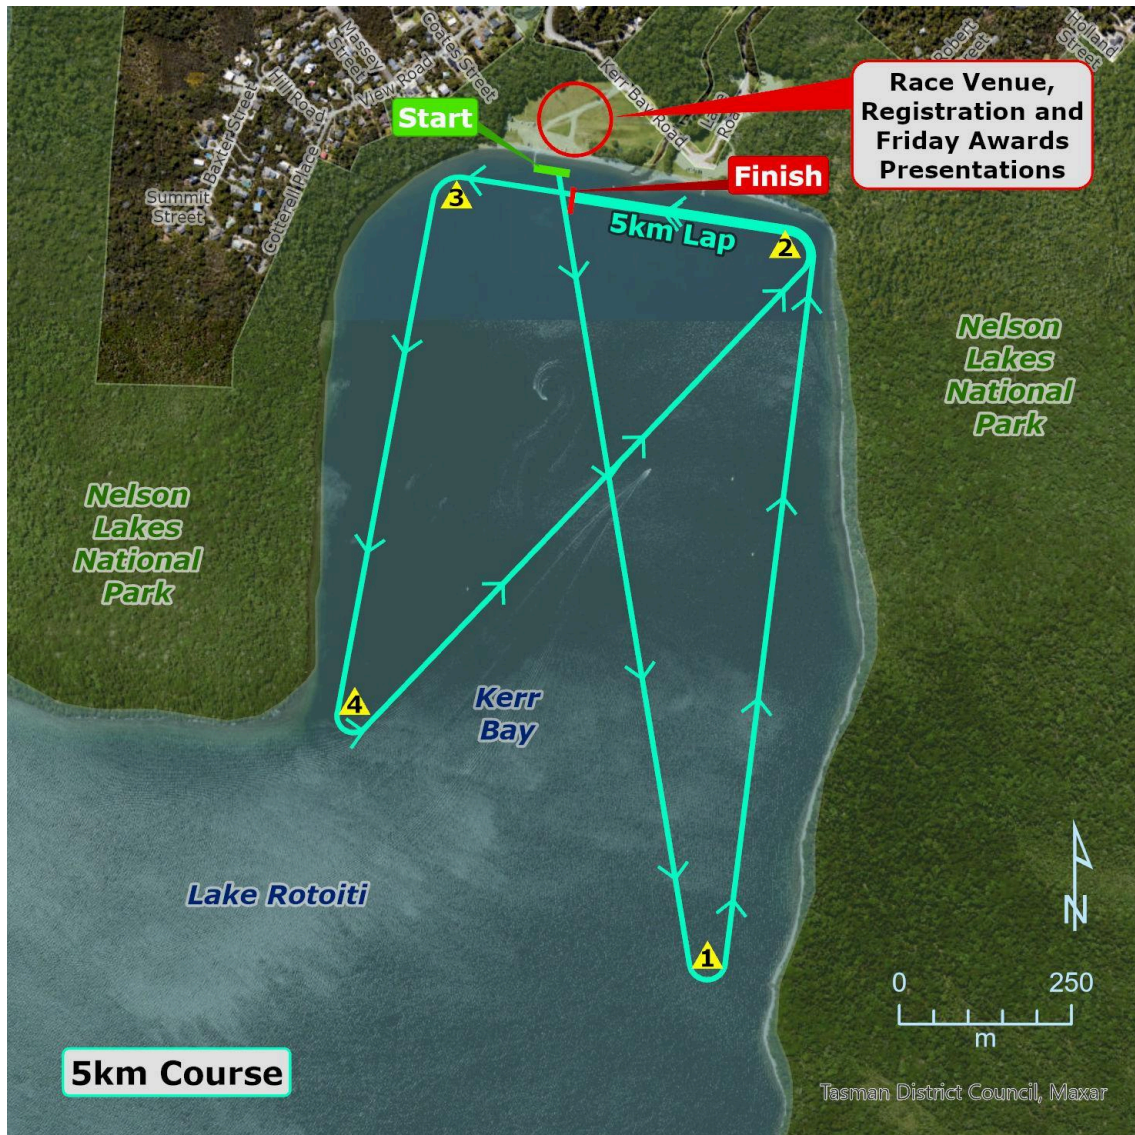 Massey
Street
Coates Street
View Road
Hill Road
Baxter Street
Cotterell Place
Summit
Street
Kerr Bay Road
Road
Robert
Street
Holland
Street
Start
Race Venue,
Registration and
Friday Awards
Presentations
Finish
5km Lap
3
2
Nelson
Lakes
National
Park
Nelson
Lakes
National
Park
4
Kerr
Bay
Lake Rotoiti
1
N
0 250
m
5km Course
Tasman District Council, Maxar